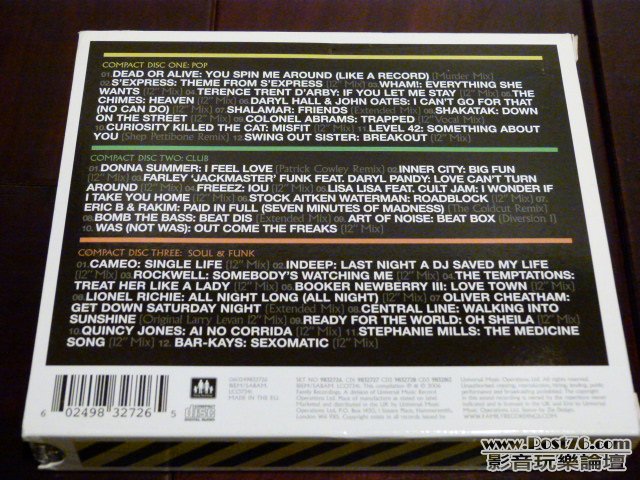 COMPACT DISC ONE: POP
01.DEAD OR ALIVE: YOU SPIN ME AROUND (LIKE A RECORD) (Murder Mix)
02.S'EXPRESS: THEME FROM S'EXPRESS (12" Mix) 03.WHAM!: EVERYTHING SHE
WANTS (12" Mix) 04.TERENCE TRENT D'ARBY: IF YOU LET ME STAY (12" Mix) 05.THE
CHIMES: HEAVEN (12" Mix) 06.DARYL HALL & JOHN OATES: I CAN'T GO FOR THAT
(NO CAN DO) (12" Mix) 07.SHALAMAR: FRIENDS (Extended Mix) 08.SHAKATAK: DOWN
ON THE STREET (12" Mix) 09.COLONEL ABRAMS: TRAPPED (12" Vocal Mix)
10.CURIOSITY KILLED THE CAT: MISFIT (12" Mix) 11.LEVEL 42: SOMETHING ABOUT
YOU (Shep Pettibone Remix) 12.SWING OUT SISTER: BREAKOUT (12" Mix)
COMPACT DISC TWO: CLUB
01.DONNA SUMMER: I FEEL LOVE (Patrick Cowley Remix) 02.INNER CITY: BIG FUN
(12" Mix) 03.FARLEY 'JACKMASTER' FUNK FEAT. DARYL PANDY: LOVE CAN'T TURN
AROUND (12" Mix) 04.FREEEZ: IOU (12" Mix) 05.LISA LISA FEAT. CULT JAM: I WONDER IF
I TAKE YOU HOME (12" Mix) 06.STOCK AITKEN WATERMAN: ROADBLOCK (12" Mix) 07.
ERIC B & RAKIM: PAID IN FULL (SEVEN MINUTES OF MADNESS) (The Coldcut Remix)
08.BOMB THE BASS: BEAT DIS (Extended Mix) 09.ART OF NOISE: BEAT BOX (Diversion 1)
10.WAS (NOT WAS): OUT COME THE FREAKS (12" Mix)
COMPACT DISC THREE: SOUL & FUNK
01.CAMEO: SINGLE LIFE (12" Mix) 02.INDEEP: LAST NIGHT A DJ SAVED MY LIFE
(12" Mix) 03.ROCKWELL: SOMEBODY'S WATCHING ME (12" Mix) 04.THE TEMPTATIONS:
TREAT HER LIKE A LADY (12" Mix) 05.BOOKER NEWBERRY III: LOVE TOWN (12" Mix)
06.LIONEL RICHIE: ALL NIGHT LONG (ALL NIGHT) (12" Mix) 07.OLIVER CHEATHAM:
GET DOWN SATURDAY NIGHT (Extended Mix) 08.CENTRAL LINE: WALKING INTO
SUNSHINE (Original Larry Levan 12" Mix) 09.READY FOR THE WORLD: OH SHEILA (12" Mix)
10.QUINCY JONES: AI NO CORRIDA (12" Mix) 11.STEPHANIE MILLS: THE MEDICINE
SONG (12" Mix) 12.BAR-KAYS: SEXOMATIC (12" Mix)
6 02498 32726 5
BIEM/SABAM
MADE IN THE EU
www.Post76.com
影音玩樂論壇